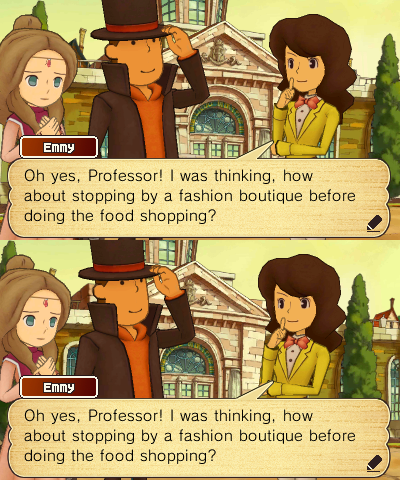 Emmy
Oh yes, Professor! I was thinking, how
about stopping by a fashion boutique before
doing the food shopping?
Emmy
Oh yes, Professor! I was thinking, how
about stopping by a fashion boutique before
doing the food shopping?